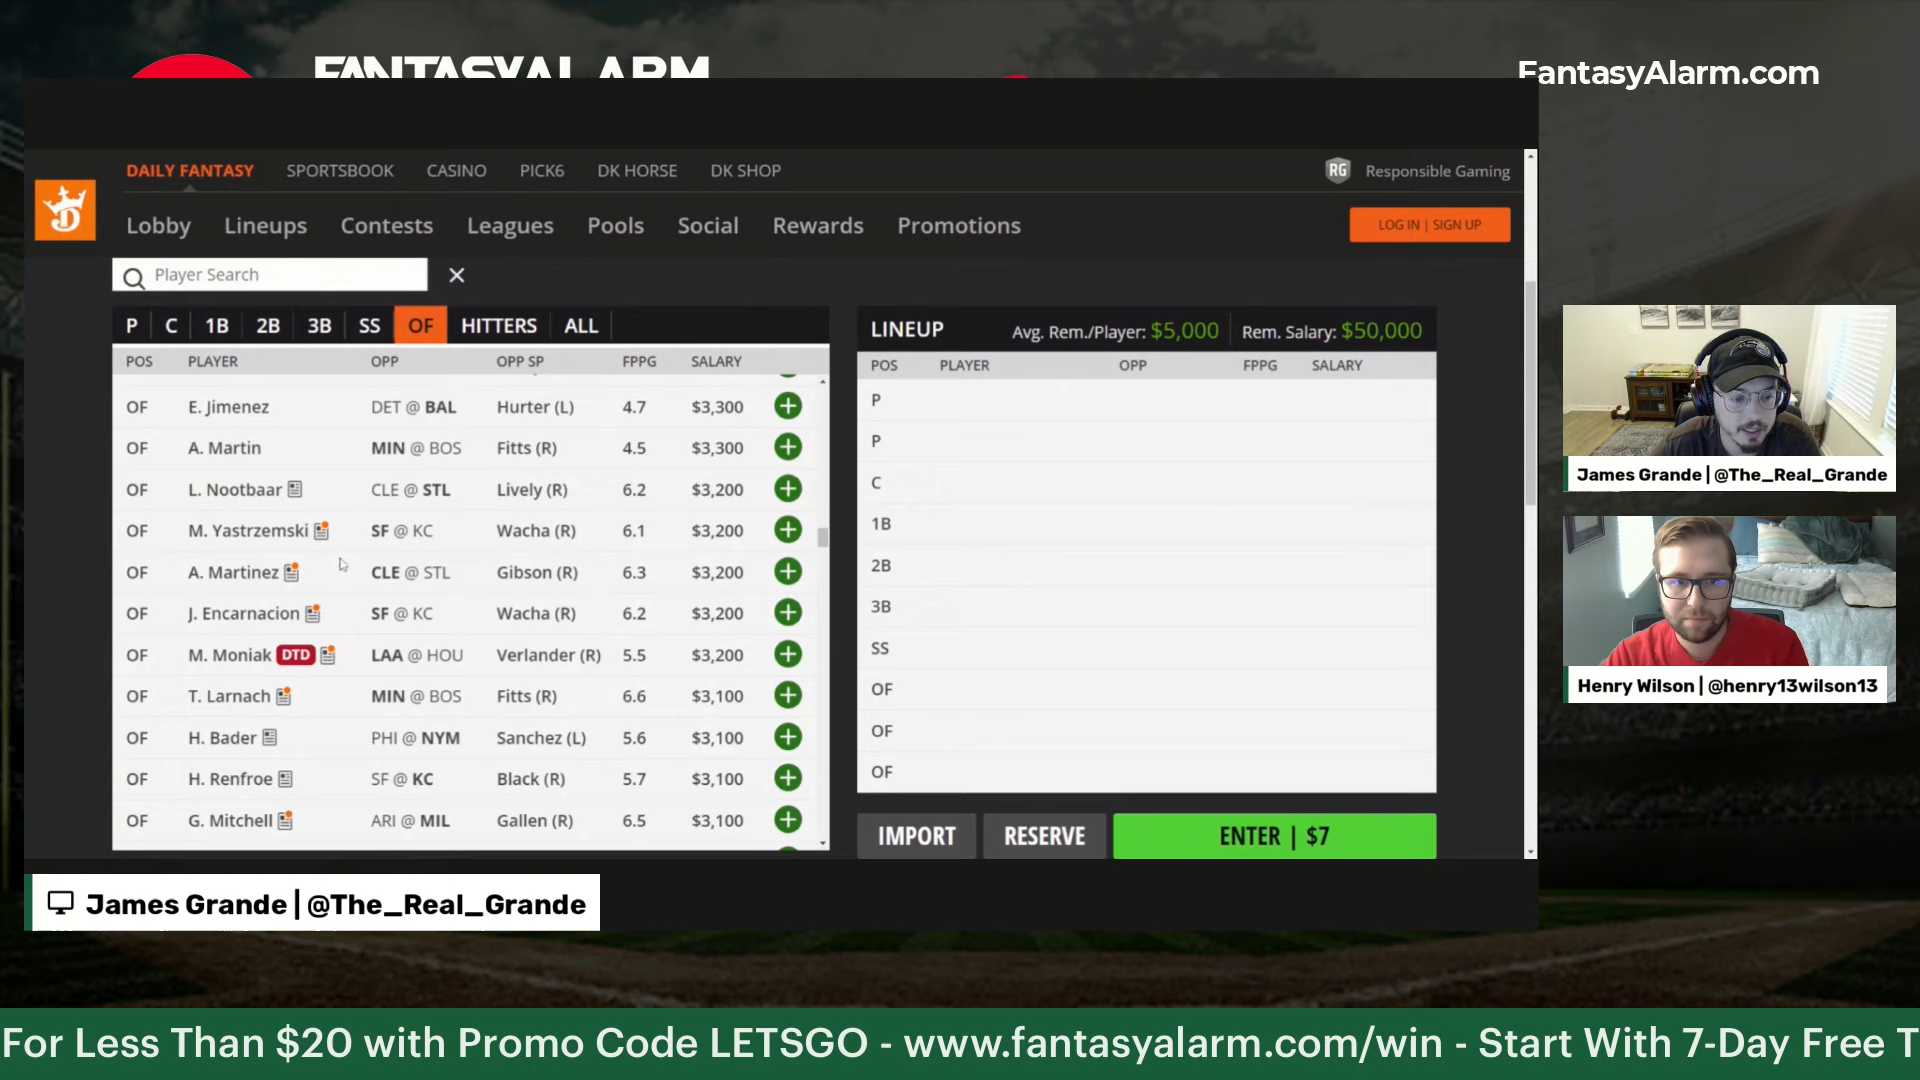 FANTASYALARM
FantasyAlarm.com
DAILY FANTASY SPORTSBOOK CASINO PICK6 DK HORSE DK SHOP
RG Responsible Gaming
Lobby Lineups Contests Leagues Pools Social Rewards Promotions
LOG IN | SIGN UP
Player Search
P C 1B 2B 3B SS OF HITTERS ALL
POS PLAYER OPP OPP SP FPPG SALARY
OF E. Jimenez DET @ BAL Hurter (L) 4.7 $3,300
OF A. Martin MIN @ BOS Fitts (R) 4.5 $3,300
OF L. Nootbaar CLE @ STL Lively (R) 6.2 $3,200
OF M. Yastrzemski SF @ KC Wacha (R) 6.1 $3,200
OF A. Martinez CLE @ STL Gibson (R) 6.3 $3,200
OF J. Encarnacion SF @ KC Wacha (R) 6.2 $3,200
OF M. Moniak DTD LAA @ HOU Verlander (R) 5.5 $3,200
OF T. Larnach MIN @ BOS Fitts (R) 6.6 $3,100
OF H. Bader PHI @ NYM Sanchez (L) 5.6 $3,100
OF H. Renfroe SF @ KC Black (R) 5.7 $3,100
OF G. Mitchell ARI @ MIL Gallen (R) 6.5 $3,100
LINEUP Avg. Rem./Player: $5,000 Rem. Salary: $50,000
POS PLAYER OPP FPPG SALARY
P
P
C
1B
2B
3B
SS
OF
OF
OF
IMPORT RESERVE ENTER | $7
James Grande | @The_Real_Grande
Henry Wilson | @henry13wilson13
James Grande | @The_Real_Grande
For Less Than $20 with Promo Code LETSGO - www.fantasyalarm.com/win - Start With 7-Day Free T